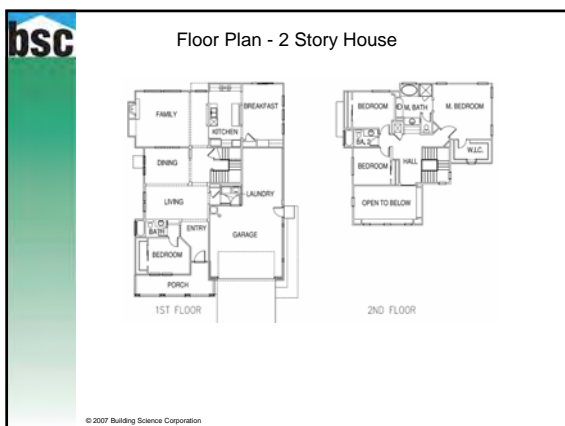 bsc
Floor Plan - 2 Story House
FAMILY
KITCHEN
BREAKFAST
DINING
LAUNDRY
LIVING
BATH
ENTRY
GARAGE
BEDROOM
PORCH
1ST FLOOR
BEDROOM
M. BATH
M. BEDROOM
BA. 2
W.I.C.
BEDROOM
HALL
OPEN TO BELOW
2ND FLOOR
© 2007 Building Science Corporation